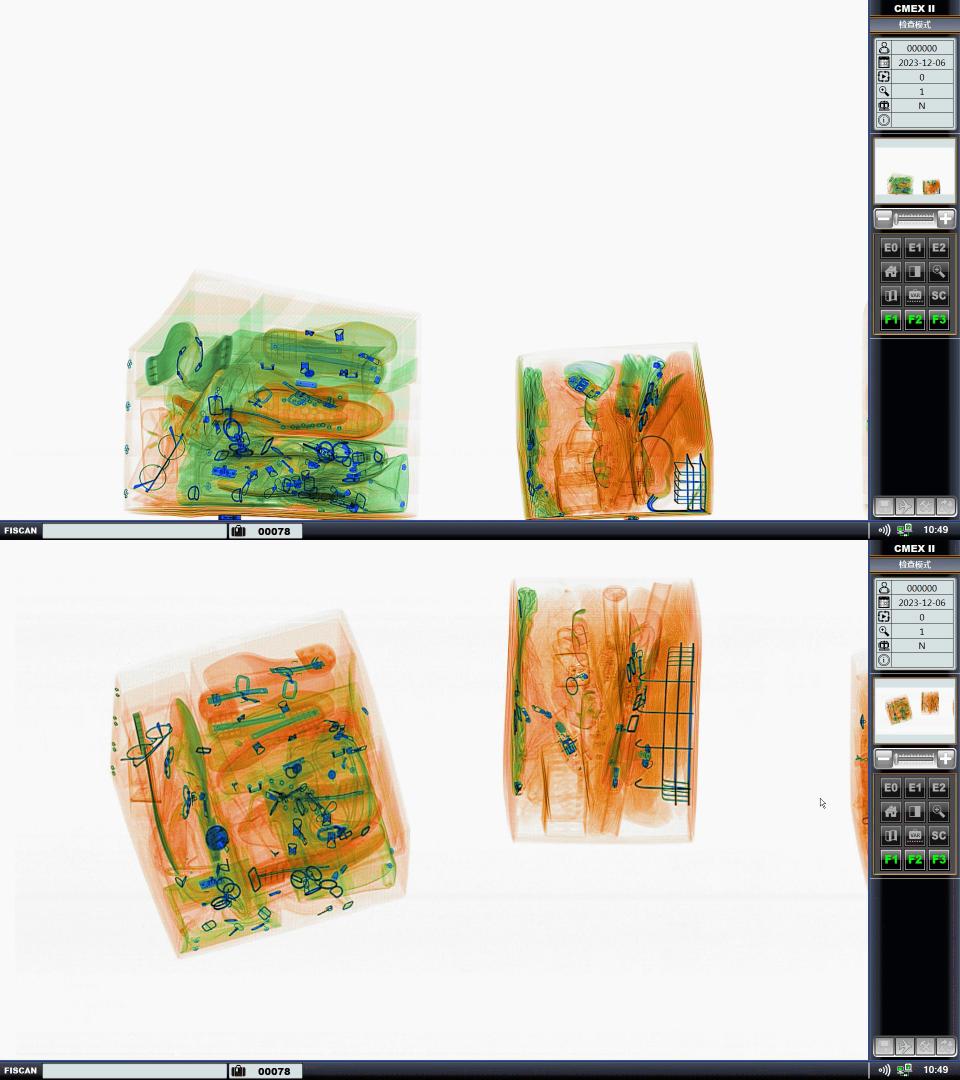 CMEX II
检查模式
000000
2023-12-06
0
1
N
E0 E1 E2
VAR SC
F1 F2 F3
FISCAN 00078 10:49
CMEX II
检查模式
000000
2023-12-06
0
1
N
E0 E1 E2
VAR SC
F1 F2 F3
FISCAN 00078 10:49